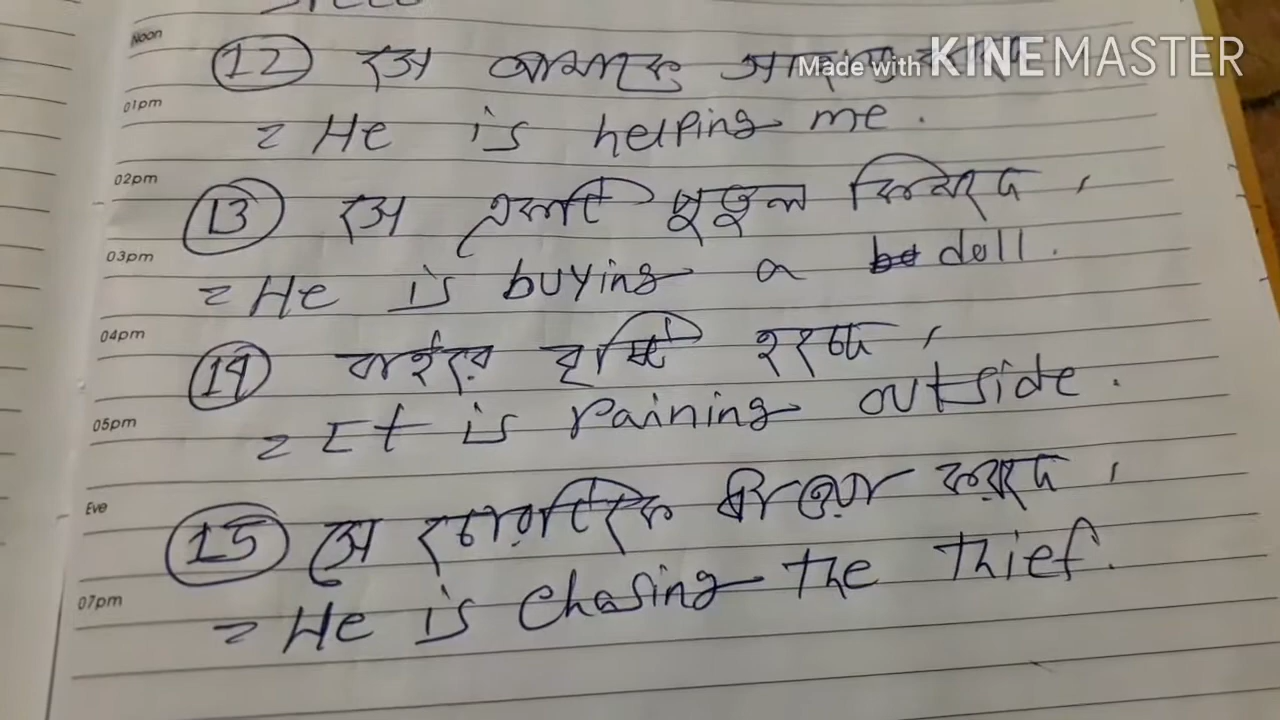 Noon
(12) সে আমাকে
Made with KINEMASTER
01pm
= He is helping me.
02pm
(13) সে একটি পুতুল কিনছে।
03pm
= He is buying a doll.
04pm
(14) বাইরে বৃষ্টি হচ্ছে।
05pm
= It is raining outside.
Eve
(15) সে চোরটিকে করছে।
07pm
= He is chasing the thief.